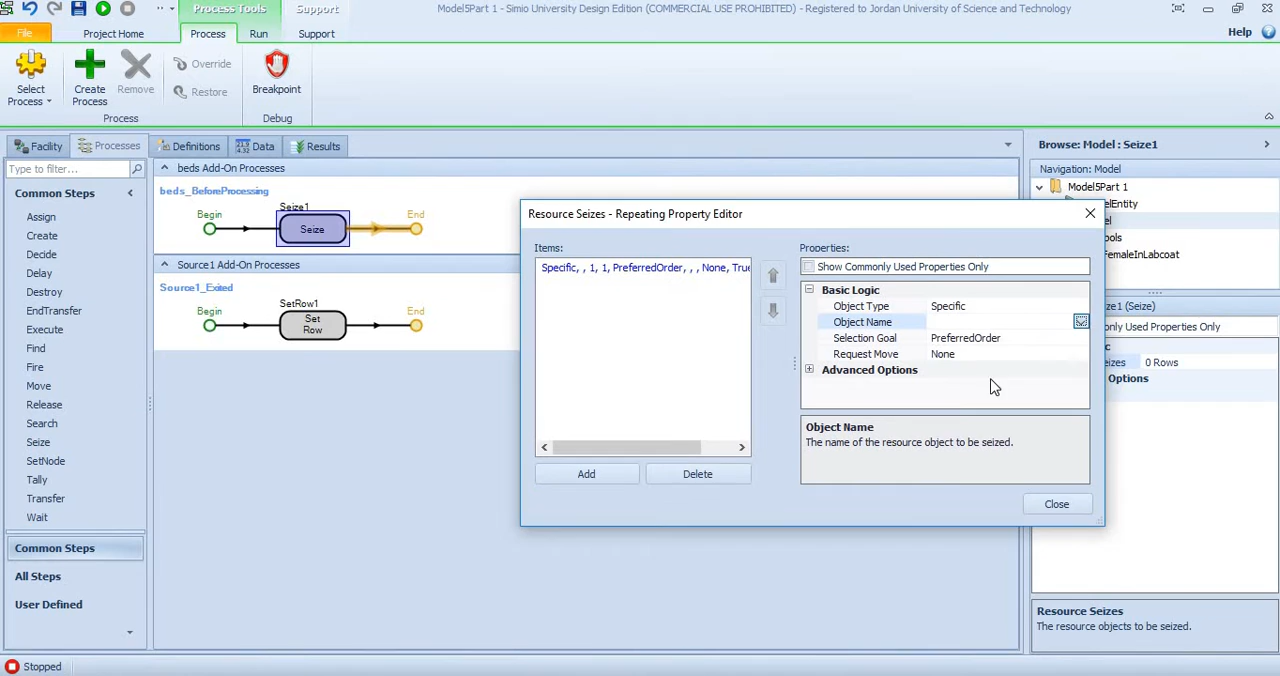 Process Tools
Support
Model5Part 1 - Simio University Design Edition (COMMERCIAL USE PROHIBITED) - Registered to Jordan University of Science and Technology
File
Project Home
Process
Run
Support
Help
Select Process
Create Process
Remove
Override
Restore
Breakpoint
Process
Debug
Facility
Processes
Definitions
Data
Results
Browse: Model : Seize1
Type to filter...
beds Add-On Processes
Navigation: Model
Common Steps
beds_BeforeProcessing
Model5Part 1
elEntity
el
ols
emaleInLabcoat
Begin
Seize1
Seize
End
Source1 Add-On Processes
Source1_Exited
Begin
SetRow1
Set Row
End
Assign
Create
Decide
Delay
Destroy
EndTransfer
Execute
Find
Fire
Move
Release
Search
Seize
SetNode
Tally
Transfer
Wait
Common Steps
All Steps
User Defined
Resource Seizes - Repeating Property Editor
Items:
Properties:
Specific, , 1, 1, PreferredOrder, , , None, True
Show Commonly Used Properties Only
Basic Logic
Object Type Specific
Object Name
Selection Goal PreferredOrder
Request Move None
Advanced Options
Object Name
The name of the resource object to be seized.
Add
Delete
Close
e1 (Seize)
only Used Properties Only
c
eizes 0 Rows
Options
Resource Seizes
The resource objects to be seized.
Stopped